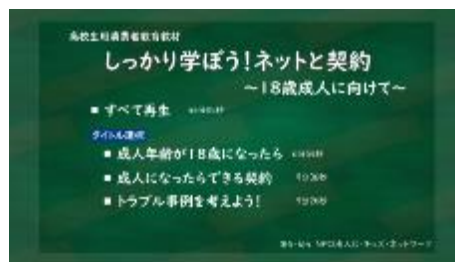 高校生用消費者教育教材
しっかり学ぼう!ネットと契約
~18歳成人に向けて~
■ すべて再生
タイトル選択
■ 成人年齢が18歳になったら
■ 成人になったらできる契約
■ トラブル事例を考えよう!